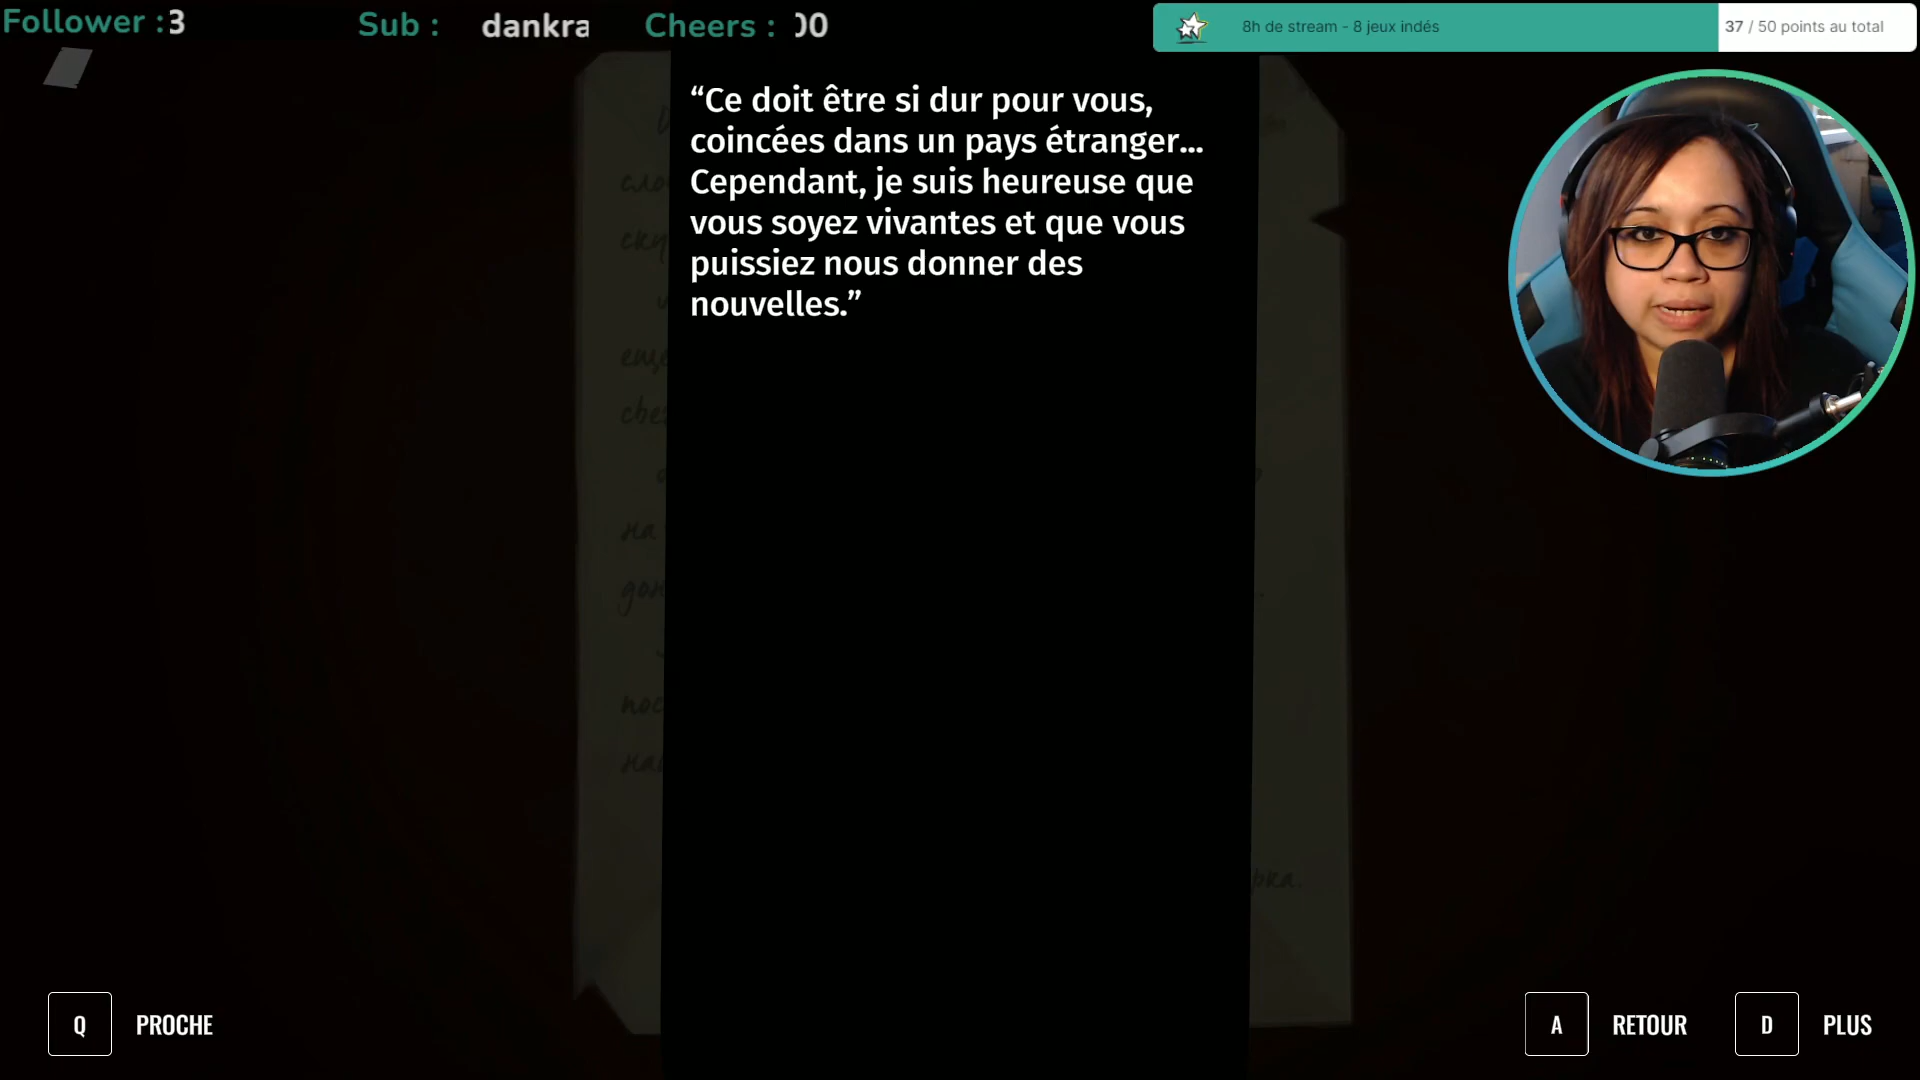 Follower : 3
Sub : dankra
Cheers : 00
8h de stream - 8 jeux indés
37 / 50 points au total
“Ce doit être si dur pour vous,
coincées dans un pays étranger...
Cependant, je suis heureuse que
vous soyez vivantes et que vous
puissiez nous donner des
nouvelles.”
Q PROCHE
A RETOUR
D PLUS